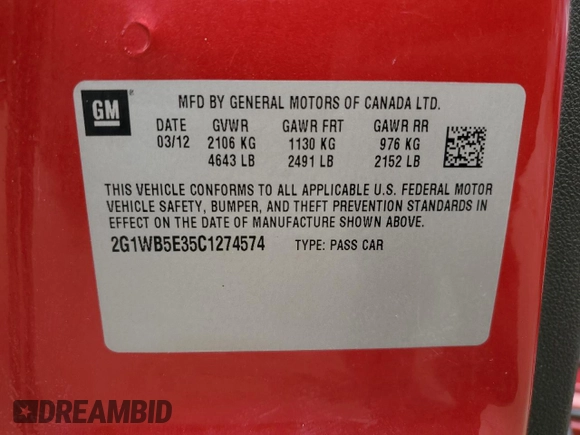 GM ®
MFD BY GENERAL MOTORS OF CANADA LTD.
DATE GVWR GAWR FRT GAWR RR
03/12 2106 KG 1130 KG 976 KG
4643 LB 2491 LB 2152 LB
THIS VEHICLE CONFORMS TO ALL APPLICABLE U.S. FEDERAL MOTOR
VEHICLE SAFETY, BUMPER, AND THEFT PREVENTION STANDARDS IN
EFFECT ON THE DATE OF MANUFACTURE SHOWN ABOVE.
2G1WB5E35C1274574 TYPE: PASS CAR
DREAMBID